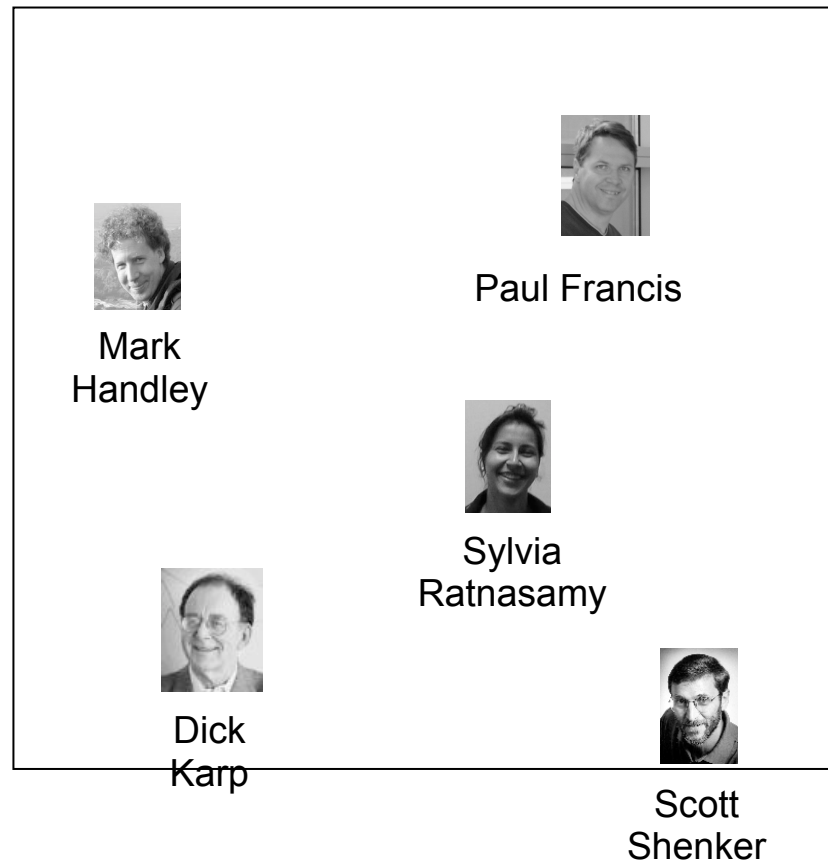 Paul Francis
Mark
Handley
Sylvia
Ratnasamy
Dick
Karp
Scott
Shenker